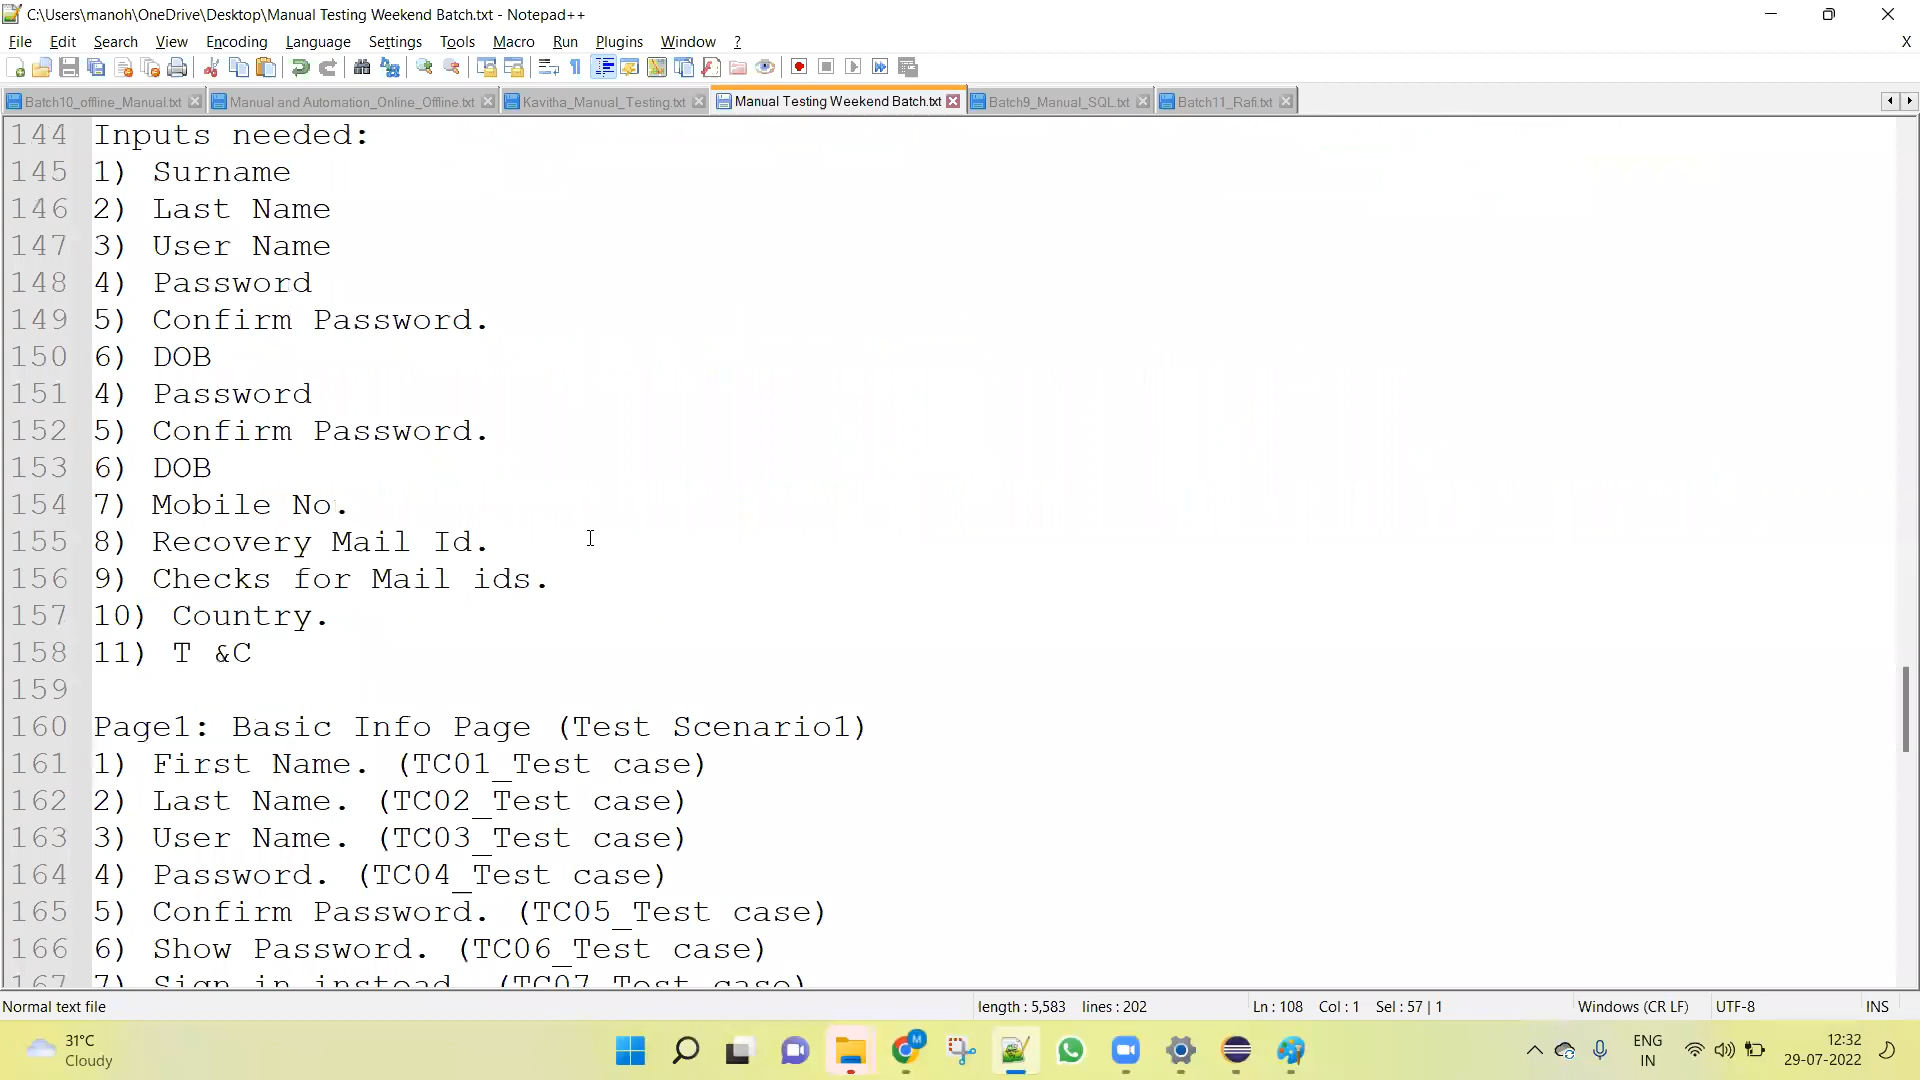 C:\Users\manoh\OneDrive\Desktop\Manual Testing Weekend Batch.txt - Notepad++
File Edit Search View Encoding Language Settings Tools Macro Run Plugins Window ? X
Batch10_offline_Manual.txt Manual and Automation_Online_Offline.txt Kavitha_Manual_Testing.txt Manual Testing Weekend Batch.txt Batch9_Manual_SQL.txt Batch11_Rafi.txt
144 Inputs needed:
145 1) Surname
146 2) Last Name
147 3) User Name
148 4) Password
149 5) Confirm Password.
150 6) DOB
151 4) Password
152 5) Confirm Password.
153 6) DOB
154 7) Mobile No.
155 8) Recovery Mail Id.
156 9) Checks for Mail ids.
157 10) Country.
158 11) T &C
159
160 Page1: Basic Info Page (Test Scenario1)
161 1) First Name. (TC01_Test case)
162 2) Last Name. (TC02_Test case)
163 3) User Name. (TC03_Test case)
164 4) Password. (TC04_Test case)
165 5) Confirm Password. (TC05_Test case)
166 6) Show Password. (TC06_Test case)
167 7) Sign in instead. (TC07_Test case)
Normal text file length : 5,583 lines : 202 Ln : 108 Col : 1 Sel : 57 | 1 Windows (CR LF) UTF-8 INS
31°C
Cloudy
ENG
IN
12:32
29-07-2022